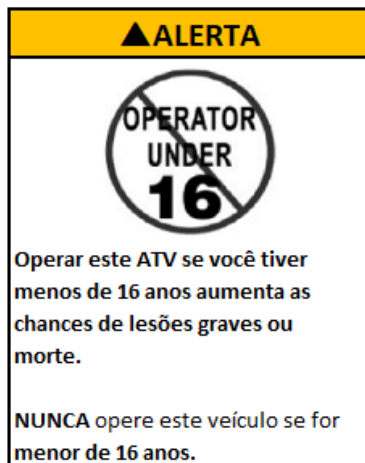 ▲ALERTA
OPERATOR
UNDER
16
Operar este ATV se você tiver
menos de 16 anos aumenta as
chances de lesões graves ou
morte.
NUNCA opere este veículo se for
menor de 16 anos.